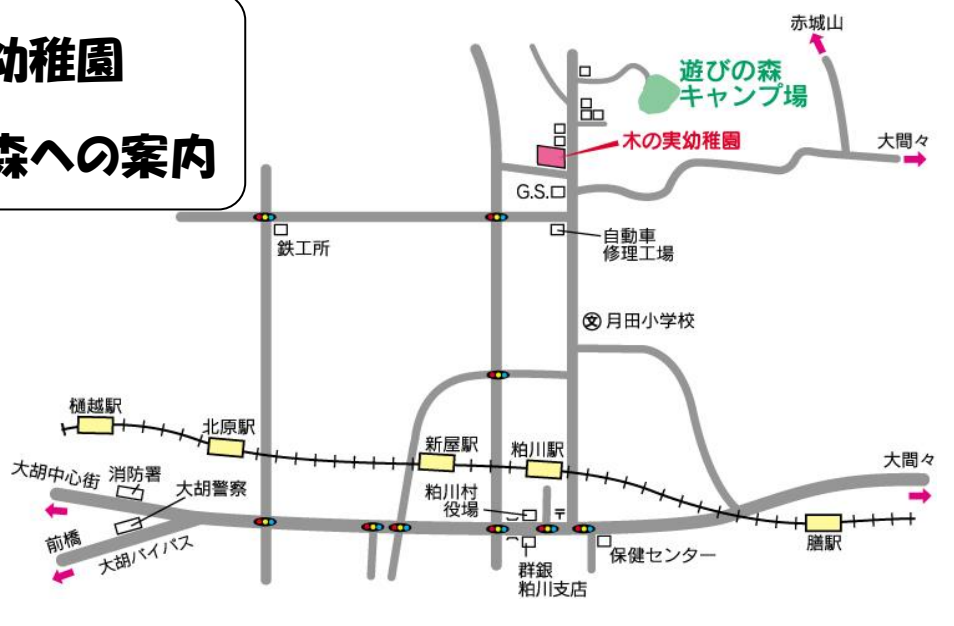 幼稚園
森への案内
赤城山
遊びの森
キャンプ場
大間々
木の実幼稚園
G.S.
自動車
修理工場
鉄工所
文 月田小学校
樋越駅
北原駅
新屋駅
粕川駅
大胡中心街
消防署
大胡警察
粕川村
役場
〒
大間々
前橋
大胡バイパス
群銀
粕川支店
保健センター
膳駅